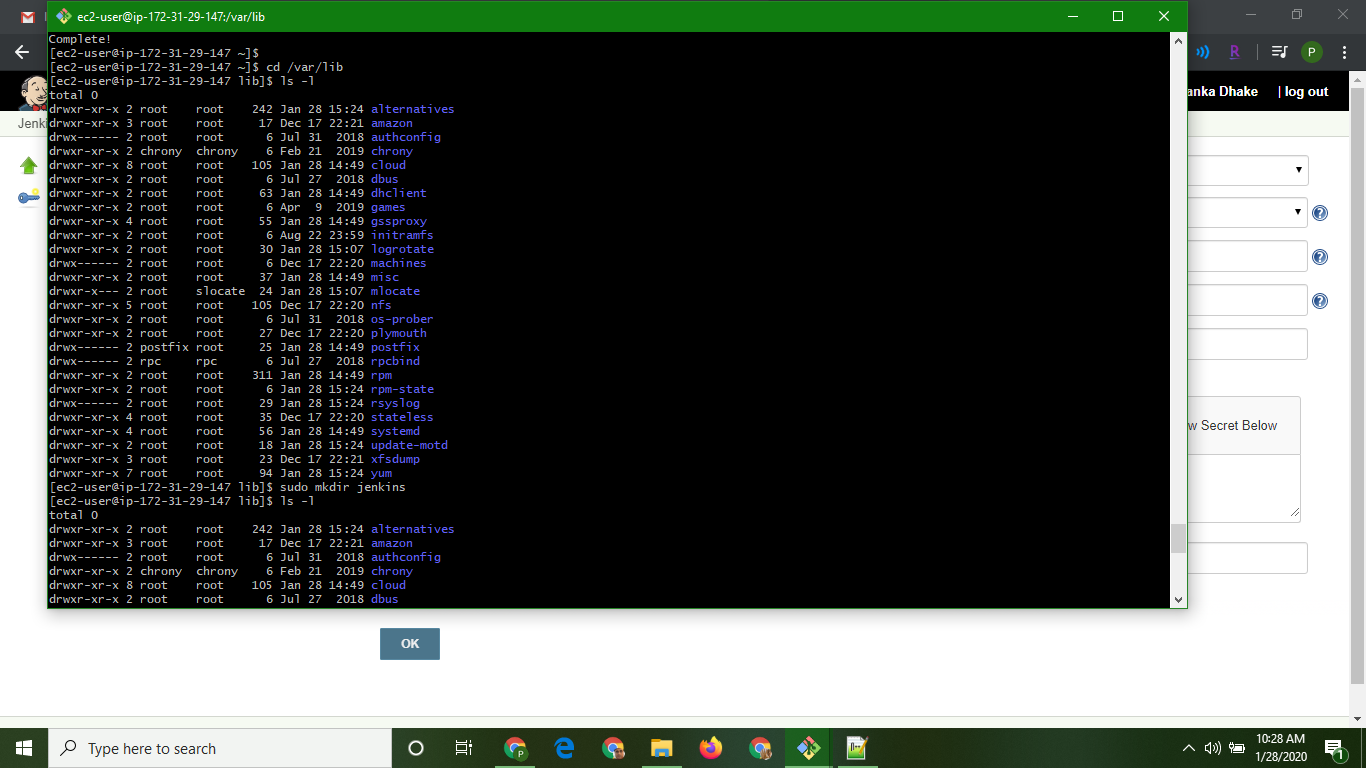 ec2-user@ip-172-31-29-147:/var/lib
Complete!
[ec2-user@ip-172-31-29-147 ~]$
[ec2-user@ip-172-31-29-147 ~]$ cd /var/lib
[ec2-user@ip-172-31-29-147 lib]$ ls -l
total 0
drwxr-xr-x 2 root root 242 Jan 28 15:24 alternatives
drwxr-xr-x 3 root root 17 Dec 17 22:21 amazon
drwx------ 2 root root 6 Jul 31 2018 authconfig
drwxr-xr-x 2 chrony chrony 6 Feb 21 2019 chrony
drwxr-xr-x 8 root root 105 Jan 28 14:49 cloud
drwxr-xr-x 2 root root 6 Jul 27 2018 dbus
drwxr-xr-x 2 root root 63 Jan 28 14:49 dhclient
drwxr-xr-x 2 root root 6 Apr 9 2019 games
drwxr-xr-x 4 root root 55 Jan 28 14:49 gssproxy
drwxr-xr-x 2 root root 6 Aug 22 23:59 initramfs
drwxr-xr-x 2 root root 30 Jan 28 15:07 logrotate
drwx------ 2 root root 6 Dec 17 22:20 machines
drwxr-xr-x 2 root root 37 Jan 28 14:49 misc
drwxr-x--- 2 root slocate 24 Jan 28 15:07 mlocate
drwxr-xr-x 5 root root 105 Dec 17 22:20 nfs
drwxr-xr-x 2 root root 6 Jul 31 2018 os-prober
drwxr-xr-x 2 root root 27 Dec 17 22:20 plymouth
drwx------ 2 postfix root 25 Jan 28 14:49 postfix
drwx------ 2 rpc rpc 6 Jul 27 2018 rpcbind
drwxr-xr-x 2 root root 311 Jan 28 14:49 rpm
drwxr-xr-x 2 root root 6 Jan 28 15:24 rpm-state
drwx------ 2 root root 29 Jan 28 15:24 rsyslog
drwxr-xr-x 4 root root 35 Dec 17 22:20 stateless
drwxr-xr-x 4 root root 56 Jan 28 14:49 systemd
drwxr-xr-x 2 root root 18 Jan 28 15:24 update-motd
drwxr-xr-x 3 root root 23 Dec 17 22:21 xfsdump
drwxr-xr-x 7 root root 94 Jan 28 15:24 yum
[ec2-user@ip-172-31-29-147 lib]$ sudo mkdir jenkins
[ec2-user@ip-172-31-29-147 lib]$ ls -l
total 0
drwxr-xr-x 2 root root 242 Jan 28 15:24 alternatives
drwxr-xr-x 3 root root 17 Dec 17 22:21 amazon
drwx------ 2 root root 6 Jul 31 2018 authconfig
drwxr-xr-x 2 chrony chrony 6 Feb 21 2019 chrony
drwxr-xr-x 8 root root 105 Jan 28 14:49 cloud
drwxr-xr-x 2 root root 6 Jul 27 2018 dbus
R
P
anka Dhake | log out
Jenki
w Secret Below
OK
Type here to search
P
10:28 AM
1/28/2020
1